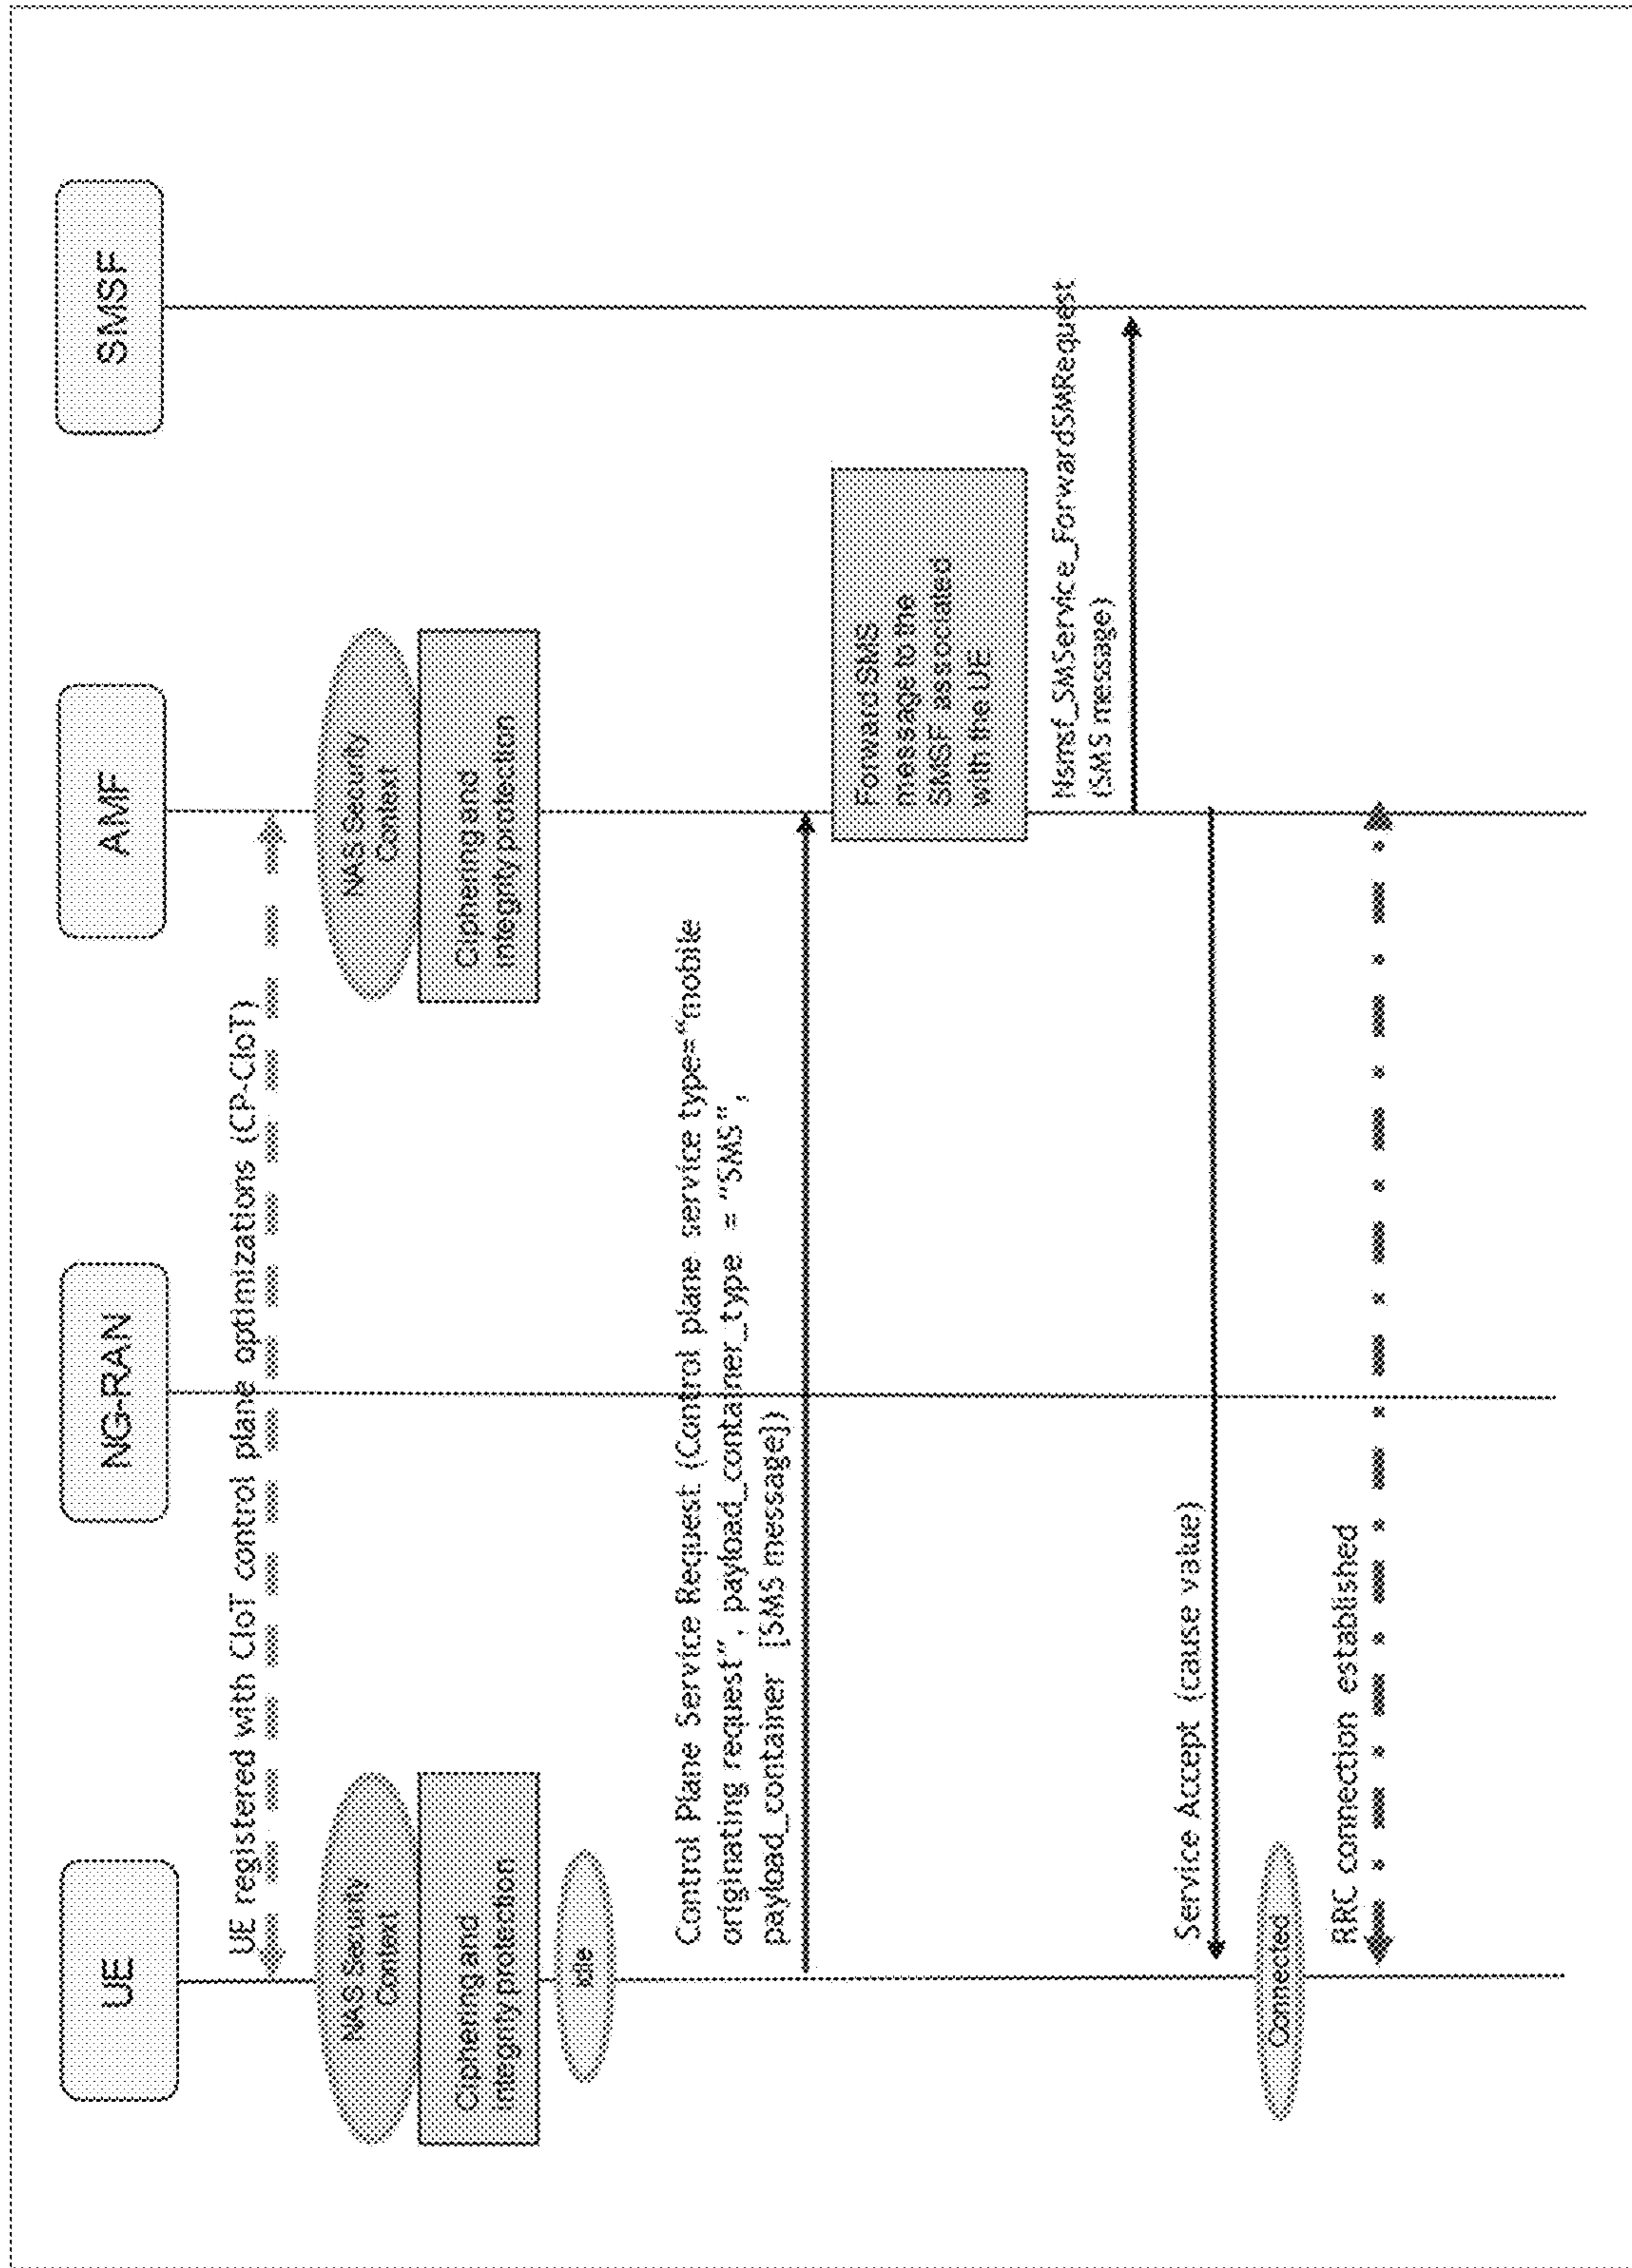 UE
NG-RAN
AMF
SMSF
UE registered with CIoT control plane optimizations (CP-CIoT)
NAS Security
Context
Ciphering and
integrity protection
NAS Security
Context
Ciphering and
integrity protection
Idle
Control Plane Service Request (Control plane service type="mobile
originating request", payload_container_type = "SMS",
payload_container [SMS message])
Forward SMS
message to the
SMSF associated
with the UE
Nsmsf_SMService_ForwardSMRequest
(SMS message)
Service Accept (cause value)
Connected
RRC connection established